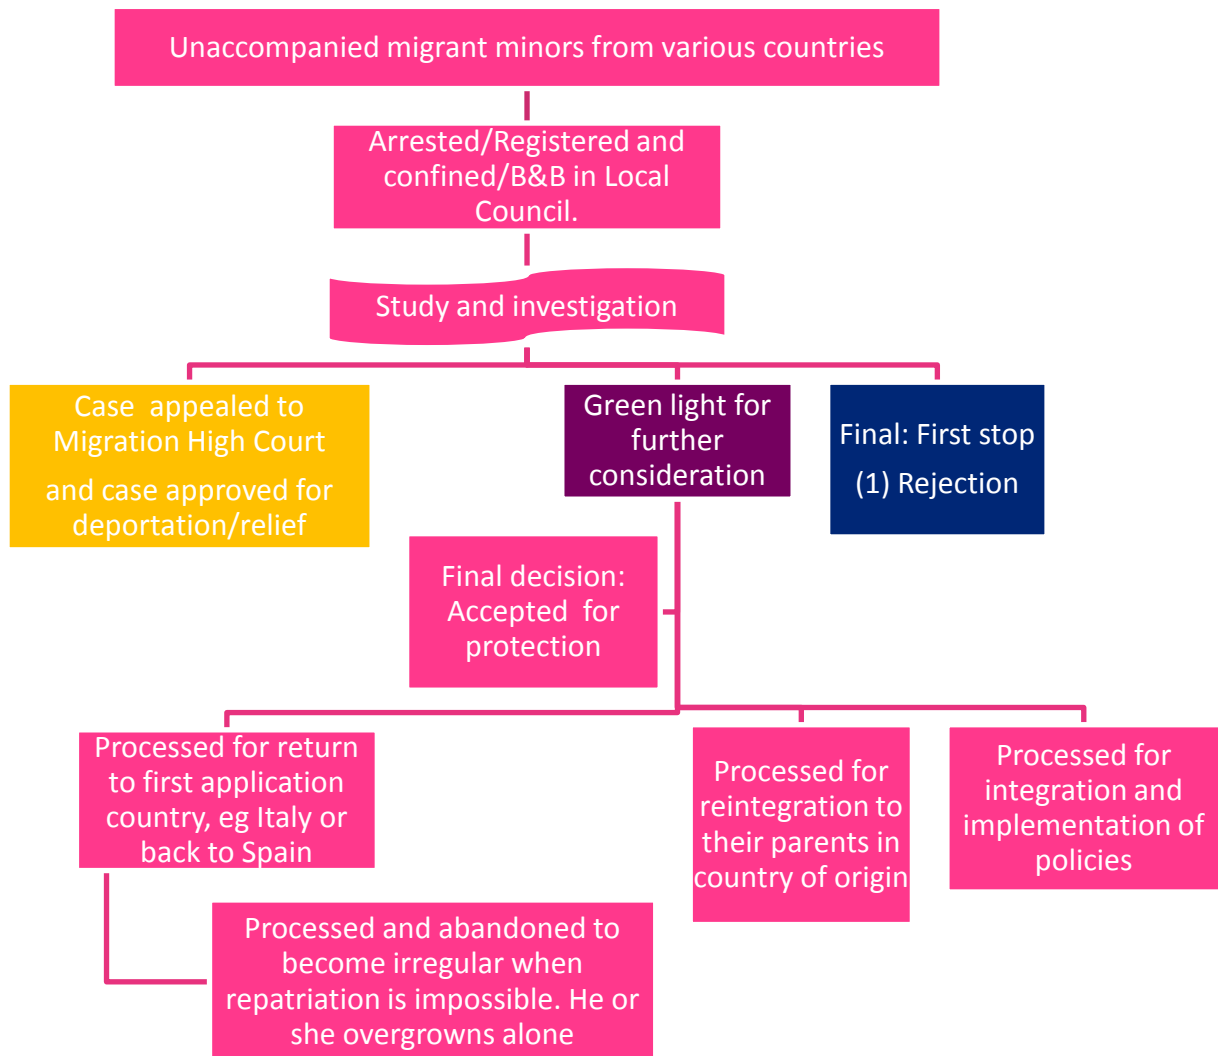 Unaccompanied migrant minors from various countries
Arrested/Registered and
confined/B&B in Local
Council.
Study and investigation
Case appealed to
Migration High Court
and case approved for
deportation/relief
Green light for
further
consideration
Final: First stop
(1) Rejection
Final decision:
Accepted for
protection
Processed for return
to first application
country, eg Italy or
back to Spain
Processed for
reintegration to
their parents in
country of origin
Processed for
integration and
implementation of
policies
Processed and abandoned to
become irregular when
repatriation is impossible. He or
she overgrowns alone